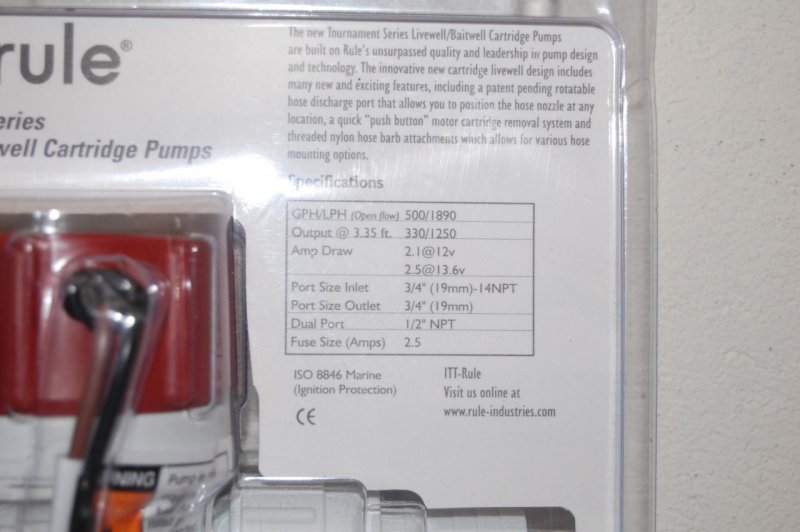 rule®
eries
well Cartridge Pumps
The new Tournament Series Livewell/Baitwell Cartridge Pumps
are built on Rule's unsurpassed quality and leadership in pump design
and technology. The innovative new cartridge livewell design includes
many new and exciting features, including a patent pending rotatable
hose discharge port that allows you to position the hose nozzle at any
location, a quick "push button" motor cartridge removal system and
threaded nylon hose barb attachments which allows for various hose
mounting options.
Specifications
GPH/LPH (Open flow) 500/1890
Output @ 3.35 ft. 330/1250
Amp Draw 2.1@12v
2.5@13.6v
Port Size Inlet 3/4" (19mm)-14NPT
Port Size Outlet 3/4" (19mm)
Dual Port 1/2" NPT
Fuse Size (Amps) 2.5
ISO 8846 Marine
(Ignition Protection)
CE
ITT-Rule
Visit us online at
www.rule-industries.com
NING